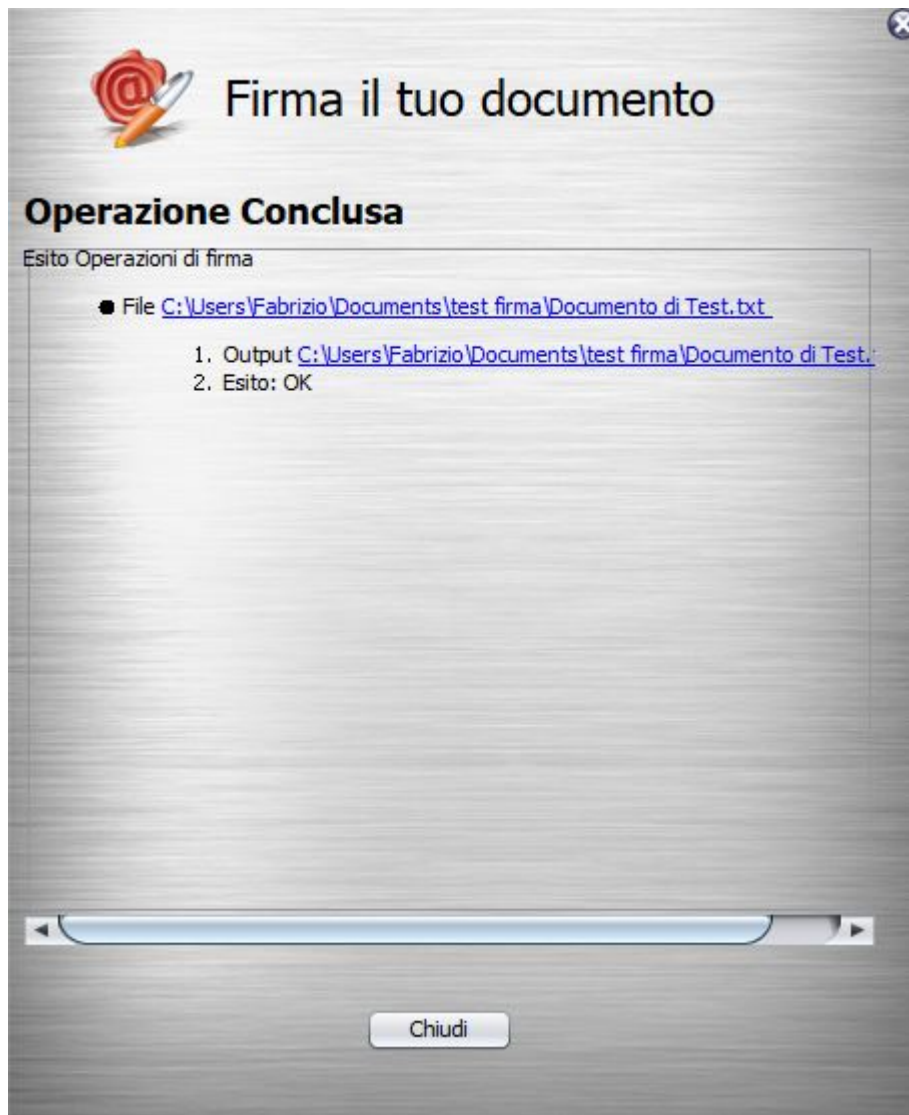 Firma il tuo documento
Operazione Conclusa
Esito Operazioni di firma
● File C:\Users\Fabrizio\Documents\test firma\Documento di Test.txt
1. Output C:\Users\Fabrizio\Documents\test firma\Documento di Test.
2. Esito: OK
Chiudi